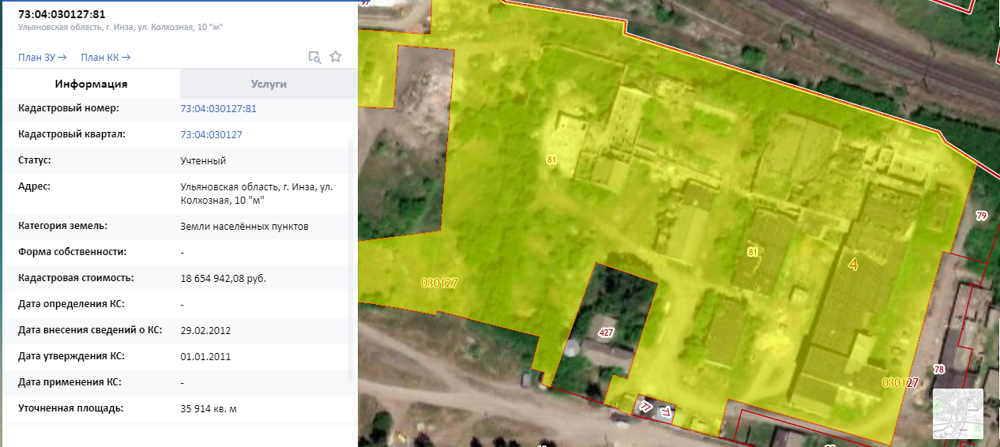 73:04:030127:81
Ульяновская область, г. Инза, ул. Колхозная, 10 "м"
План ЗУ → План КК →
Информация Услуги
Кадастровый номер: 73:04:030127:81
Кадастровый квартал: 73:04:030127
Статус: Учтенный
Адрес: Ульяновская область, г. Инза, ул.
Колхозная, 10 "м"
Категория земель: Земли населённых пунктов
Форма собственности: -
Кадастровая стоимость: 18 654 942,08 руб.
Дата определения КС: -
Дата внесения сведений о КС: 29.02.2012
Дата утверждения КС: 01.01.2011
Дата применения КС: -
Уточненная площадь: 35 914 кв. м
81
79
81
4
030127
427
78
030127
77